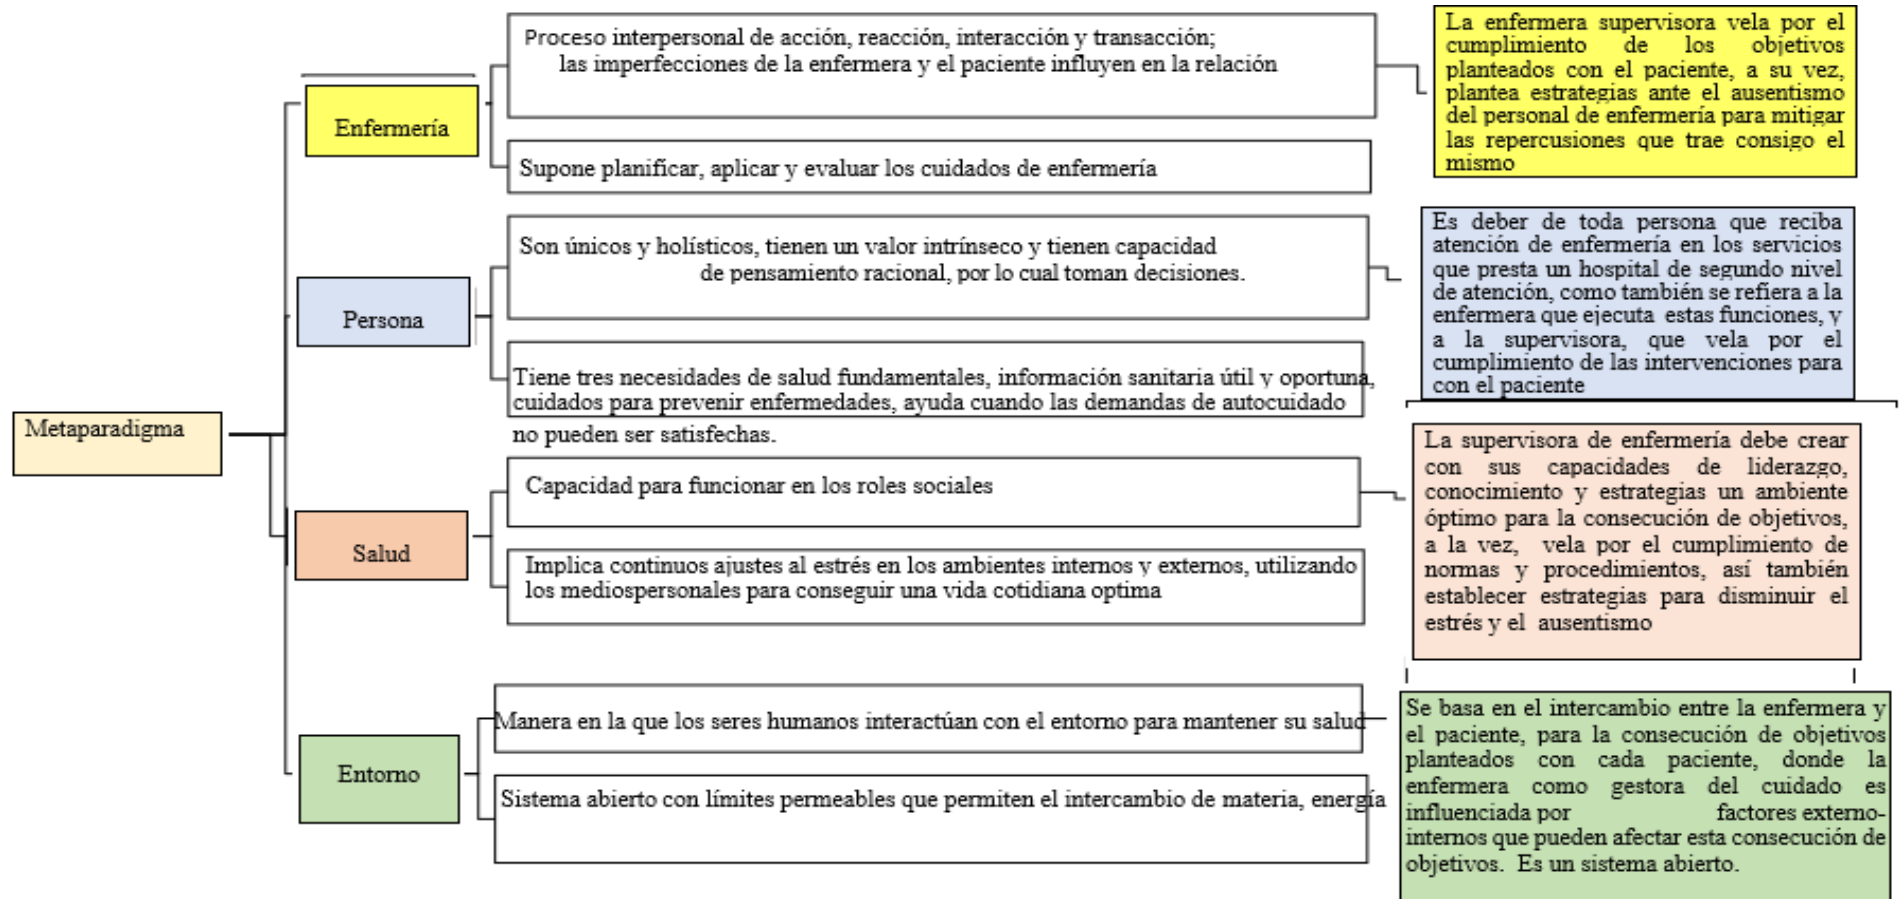 Metaparadigma
Enfermería
Proceso interpersonal de acción, reacción, interacción y transacción;
las imperfecciones de la enfermera y el paciente influyen en la relación
Supone planificar, aplicar y evaluar los cuidados de enfermería
La enfermera supervisora vela por el
cumplimiento de los objetivos
planteados con el paciente, a su vez,
plantea estrategias ante el ausentismo
del personal de enfermería para mitigar
las repercusiones que trae consigo el
mismo
Persona
Son únicos y holísticos, tienen un valor intrínseco y tienen capacidad
de pensamiento racional, por lo cual toman decisiones.
Tiene tres necesidades de salud fundamentales, información sanitaria útil y oportuna,
cuidados para prevenir enfermedades, ayuda cuando las demandas de autocuidado
no pueden ser satisfechas.
Es deber de toda persona que reciba
atención de enfermería en los servicios
que presta un hospital de segundo nivel
de atención, como también se refiera a la
enfermera que ejecuta estas funciones, y
a la supervisora, que vela por el
cumplimiento de las intervenciones para
con el paciente
Salud
Capacidad para funcionar en los roles sociales
Implica continuos ajustes al estrés en los ambientes internos y externos, utilizando
los mediospersonales para conseguir una vida cotidiana optima
La supervisora de enfermería debe crear
con sus capacidades de liderazgo,
conocimiento y estrategias un ambiente
óptimo para la consecución de objetivos,
a la vez, vela por el cumplimiento de
normas y procedimientos, así también
establecer estrategias para disminuir el
estrés y el ausentismo
Entorno
Manera en la que los seres humanos interactúan con el entorno para mantener su salud
Sistema abierto con límites permeables que permiten el intercambio de materia, energía
Se basa en el intercambio entre la enfermera y
el paciente, para la consecución de objetivos
planteados con cada paciente, donde la
enfermera como gestora del cuidado es
influenciada por factores externo-
internos que pueden afectar esta consecución de
objetivos. Es un sistema abierto.